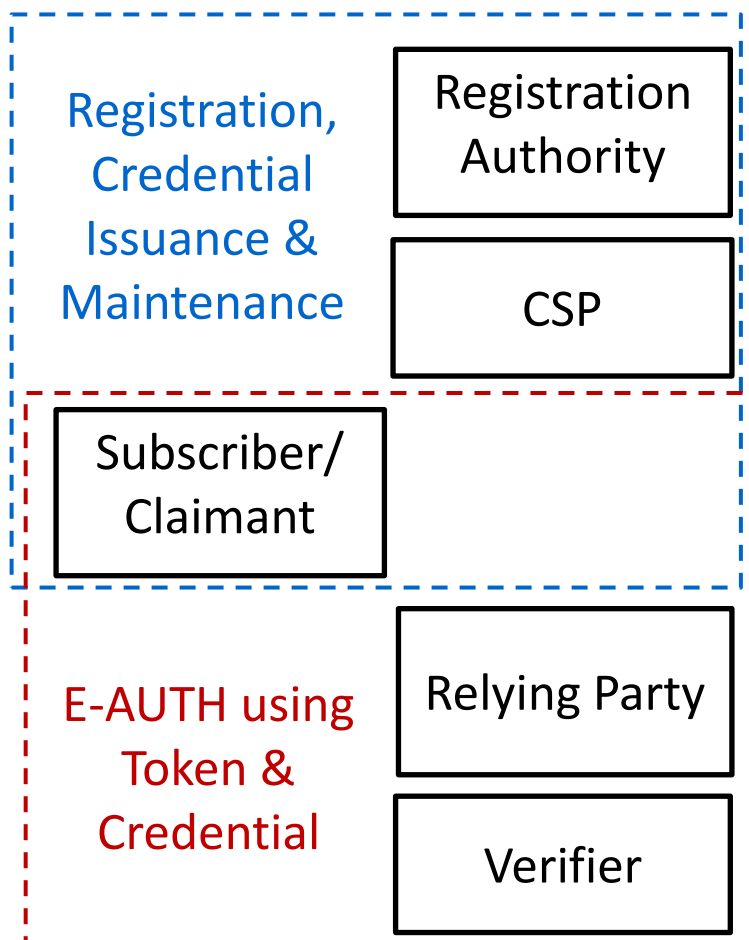 Registration,
Credential
Issuance &
Maintenance
Registration
Authority
CSP
Subscriber/
Claimant
E-AUTH using
Token &
Credential
Relying Party
Verifier